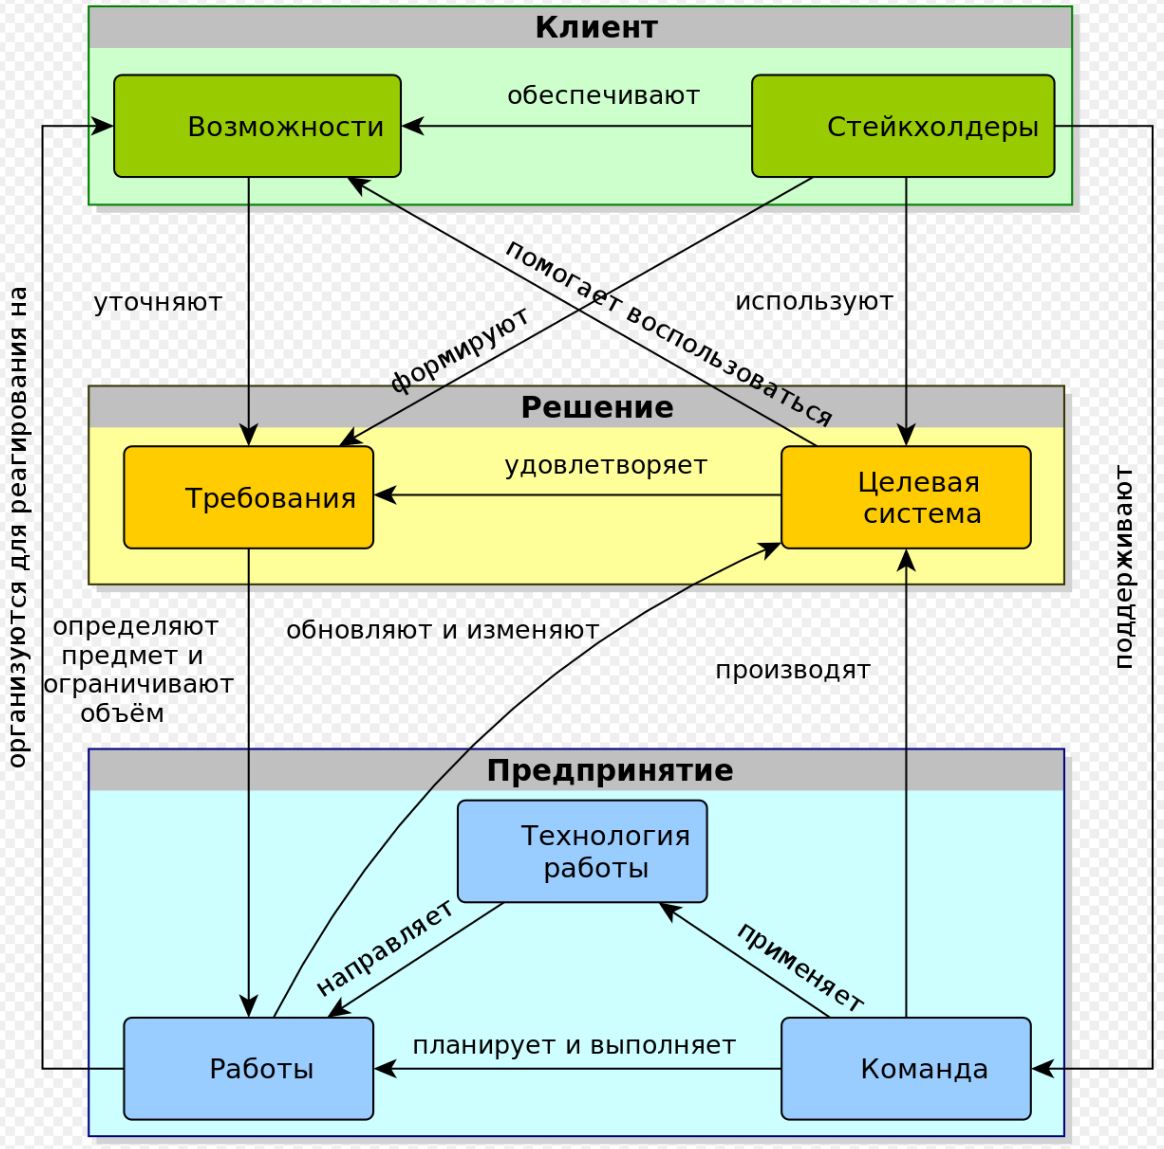 Клиент
Возможности
обеспечивают
Стейкхолдеры
уточняют
помогает воспользоваться
формируют
используют
организуются для реагирования на
поддерживают
Решение
Требования
удовлетворяет
Целевая
система
определяют
предмет и
ограничивают
объём
обновляют и изменяют
производят
Предпринятие
Технология
работы
направляет
применяет
Работы
планирует и выполняет
Команда